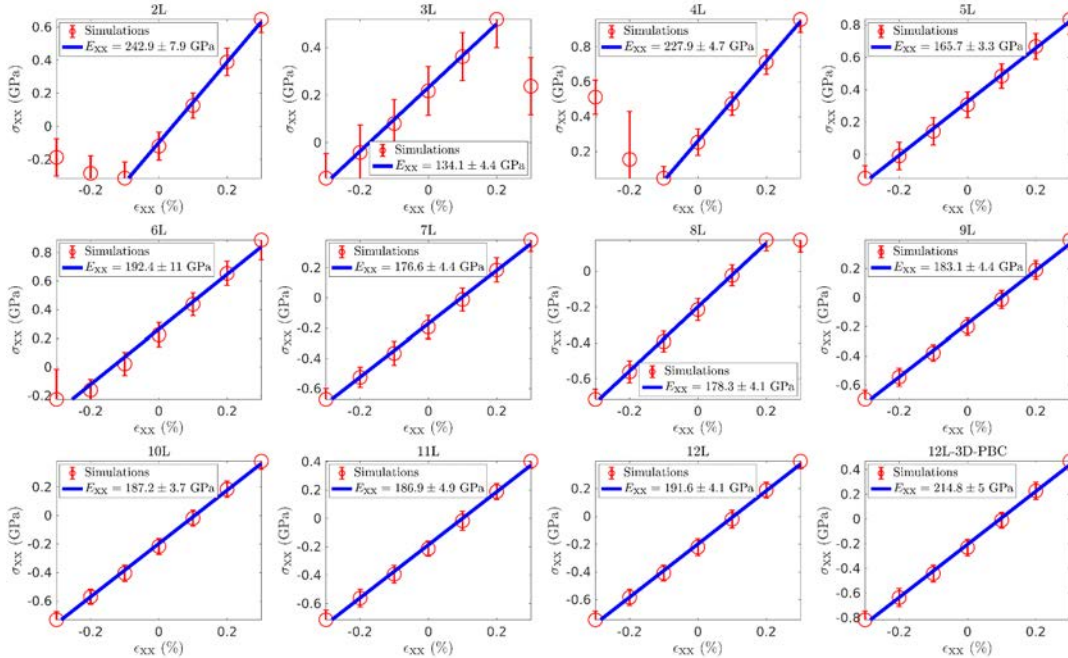 2L
Simulations
E_XX = 242.9 ± 7.9 GPa
σ_XX (GPa)
0.6
0.4
0.2
0
-0.2
-0.2 0 0.2
ϵ_XX (%)
3L
Simulations
E_XX = 134.1 ± 4.4 GPa
σ_XX (GPa)
0.4
0.2
0
-0.2 0 0.2
ϵ_XX (%)
4L
Simulations
E_XX = 227.9 ± 4.7 GPa
σ_XX (GPa)
0.8
0.6
0.4
0.2
-0.2 0 0.2
ϵ_XX (%)
5L
Simulations
E_XX = 165.7 ± 3.3 GPa
σ_XX (GPa)
0.8
0.6
0.4
0.2
0
-0.2 0 0.2
ϵ_XX (%)
6L
Simulations
E_XX = 192.4 ± 11 GPa
σ_XX (GPa)
0.8
0.6
0.4
0.2
0
-0.2
-0.2 0 0.2
ϵ_XX (%)
7L
Simulations
E_XX = 176.6 ± 4.4 GPa
σ_XX (GPa)
0.2
0
-0.2
-0.4
-0.6
-0.2 0 0.2
ϵ_XX (%)
8L
Simulations
E_XX = 178.3 ± 4.1 GPa
σ_XX (GPa)
0
-0.2
-0.4
-0.6
-0.2 0 0.2
ϵ_XX (%)
9L
Simulations
E_XX = 183.1 ± 4.4 GPa
σ_XX (GPa)
0.2
0
-0.2
-0.4
-0.6
-0.2 0 0.2
ϵ_XX (%)
10L
Simulations
E_XX = 187.2 ± 3.7 GPa
σ_XX (GPa)
0.2
0
-0.2
-0.4
-0.6
-0.2 0 0.2
ϵ_XX (%)
11L
Simulations
E_XX = 186.9 ± 4.9 GPa
σ_XX (GPa)
0.4
0.2
0
-0.2
-0.4
-0.6
-0.2 0 0.2
ϵ_XX (%)
12L
Simulations
E_XX = 191.6 ± 4.1 GPa
σ_XX (GPa)
0.2
0
-0.2
-0.4
-0.6
-0.2 0 0.2
ϵ_XX (%)
12L-3D-PBC
Simulations
E_XX = 214.8 ± 5 GPa
σ_XX (GPa)
0.4
0.2
0
-0.2
-0.4
-0.6
-0.8
-0.2 0 0.2
ϵ_XX (%)